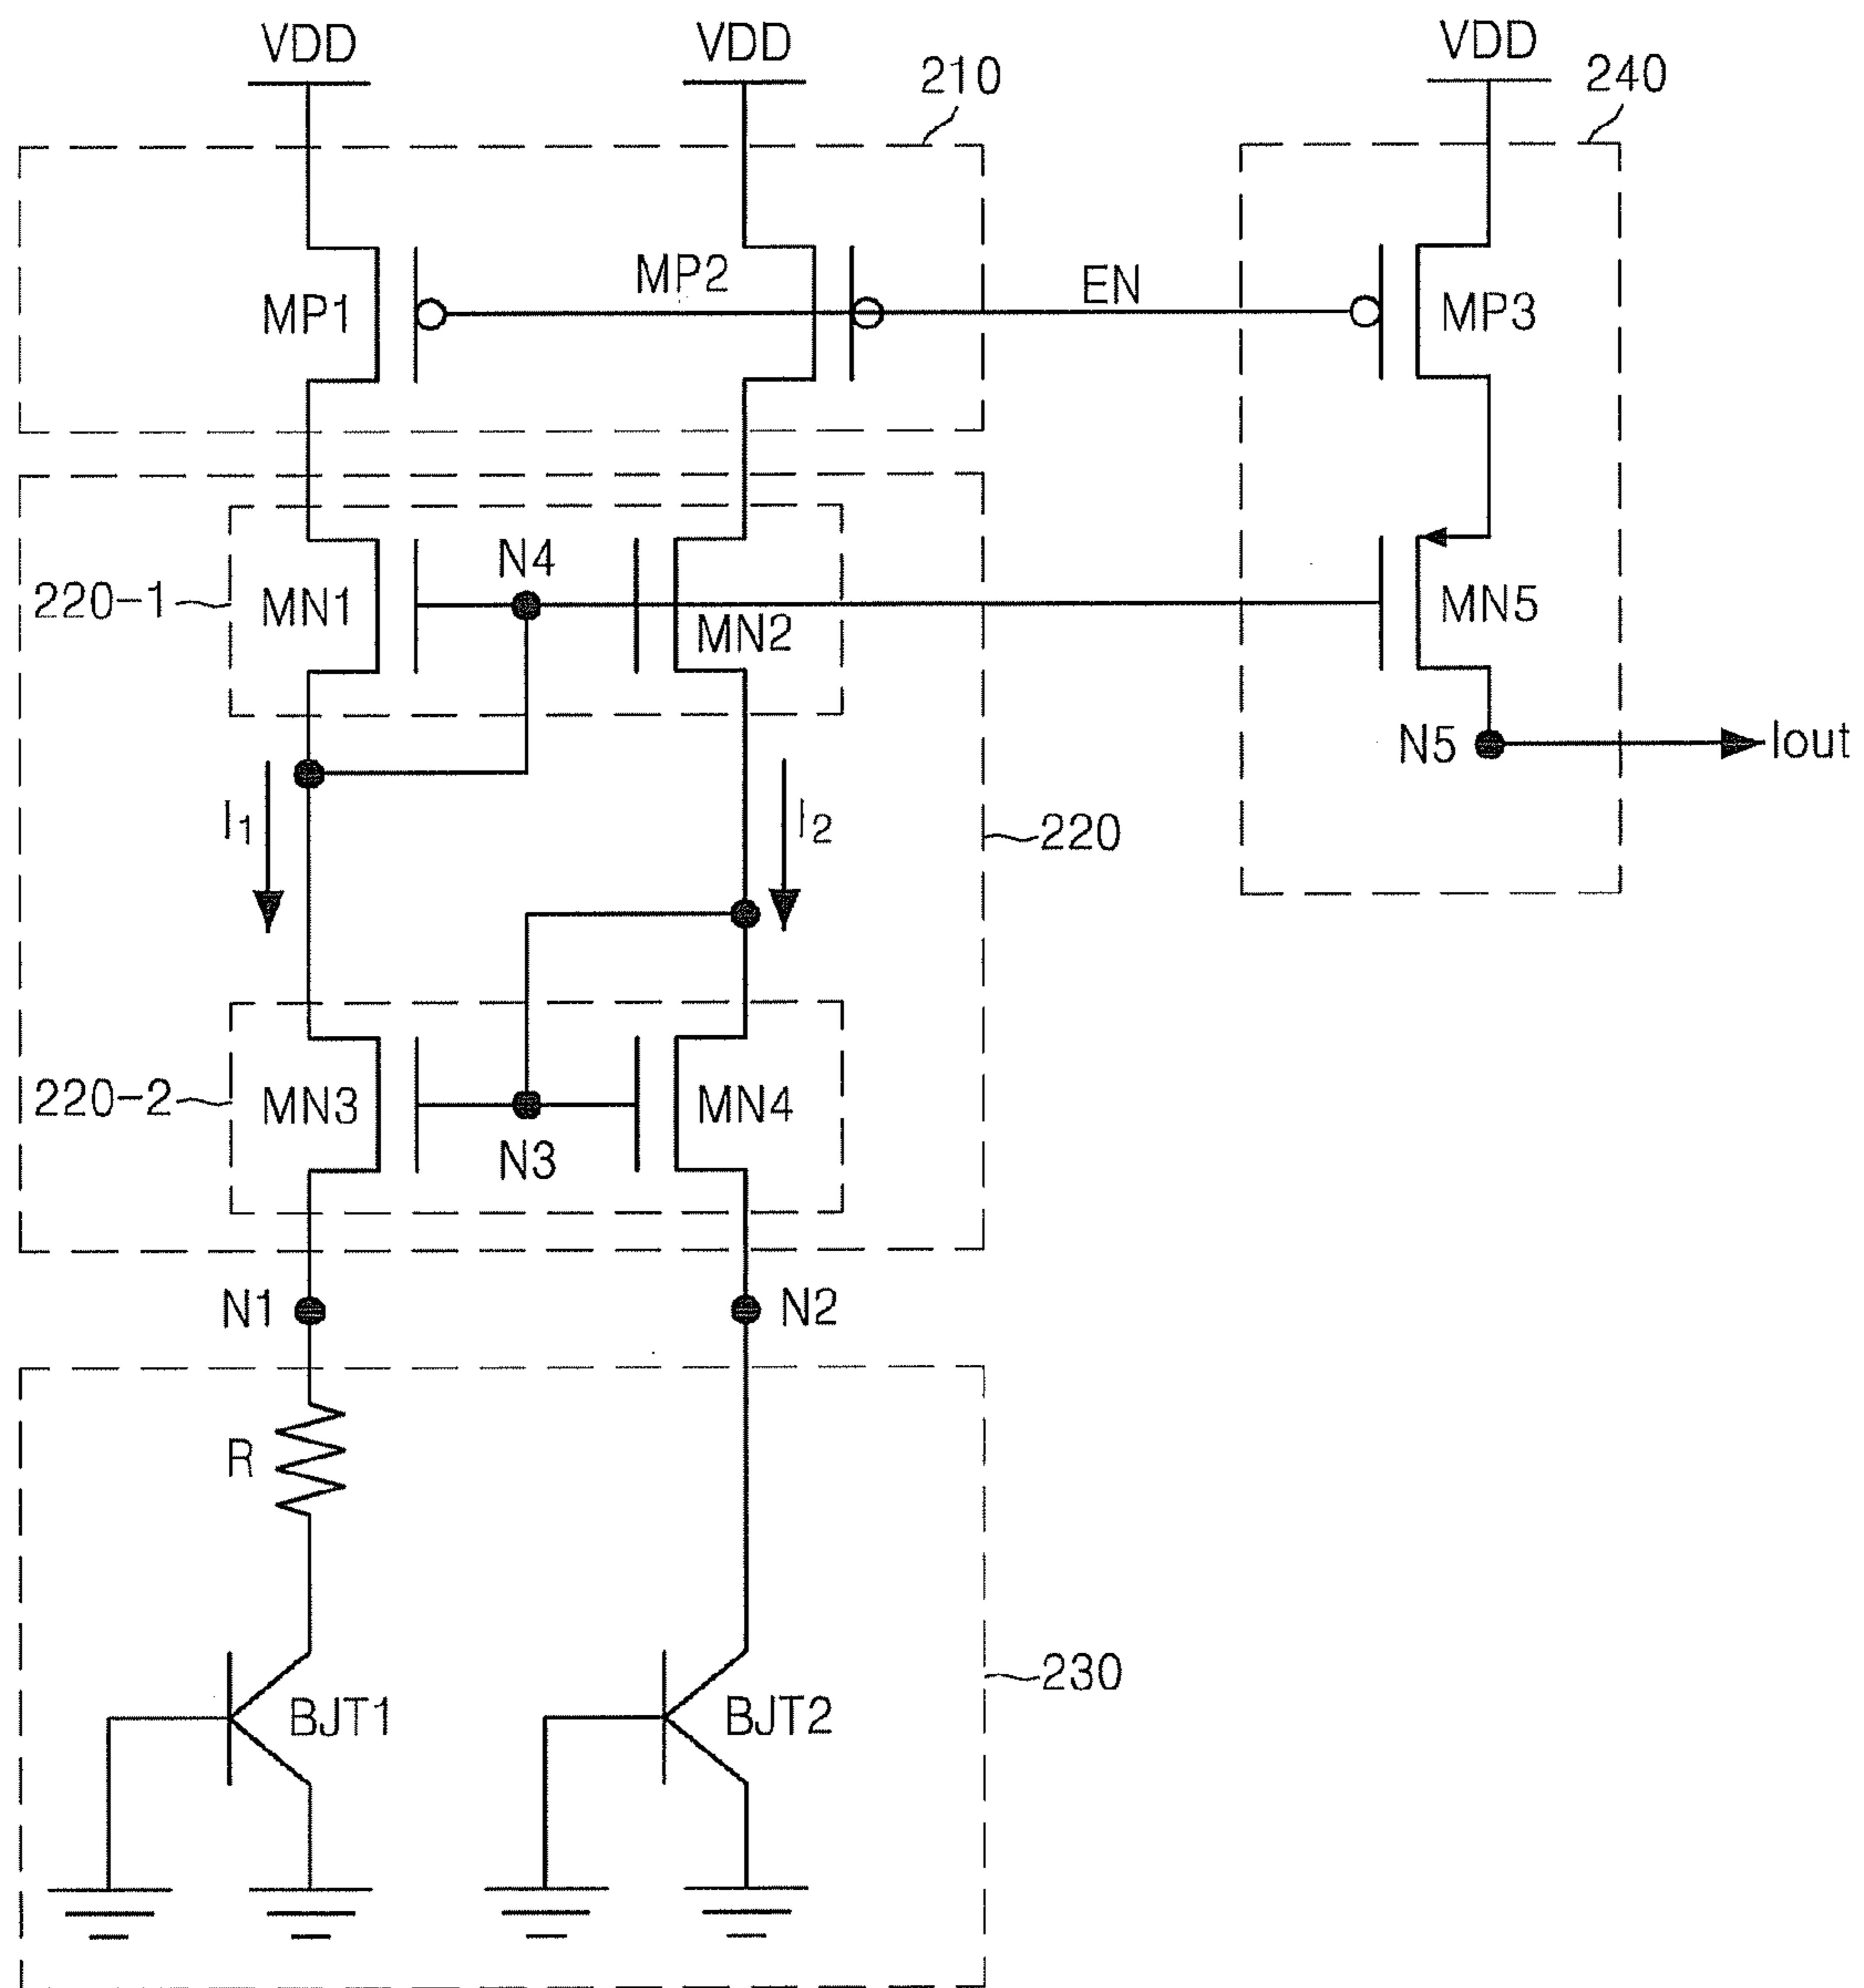 VDD
VDD
VDD
210
240
MP1
MP2
EN
MP3
220-1
MN1
N4
MN2
MN5
N5
Iout
I1
I2
220
220-2
MN3
N3
MN4
N1
N2
R
BJT1
BJT2
230